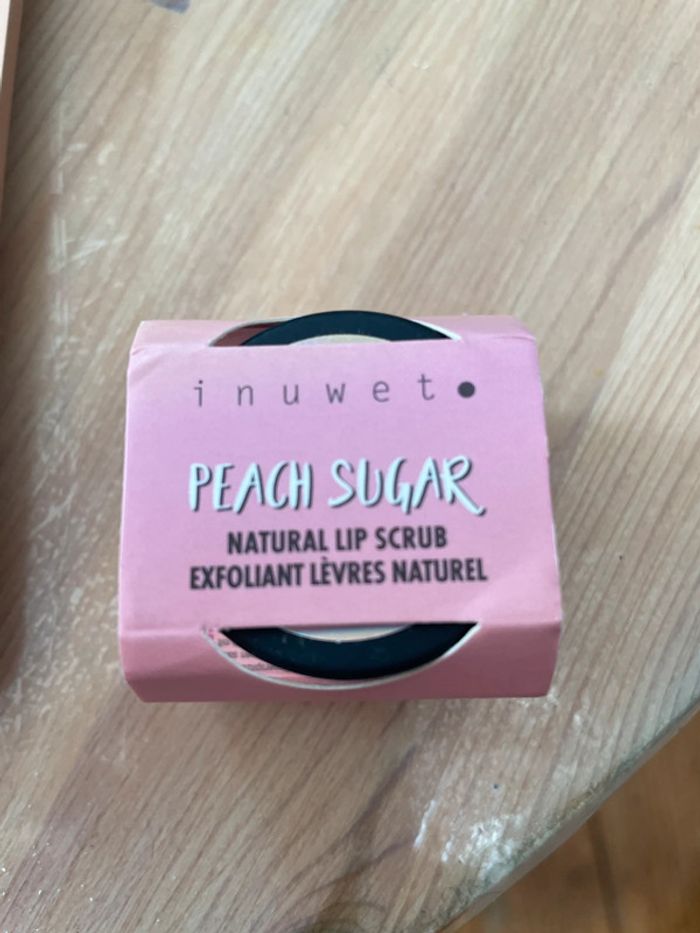 inuwet
PEACH SUGAR
NATURAL LIP SCRUB
EXFOLIANT LÈVRES NATUREL